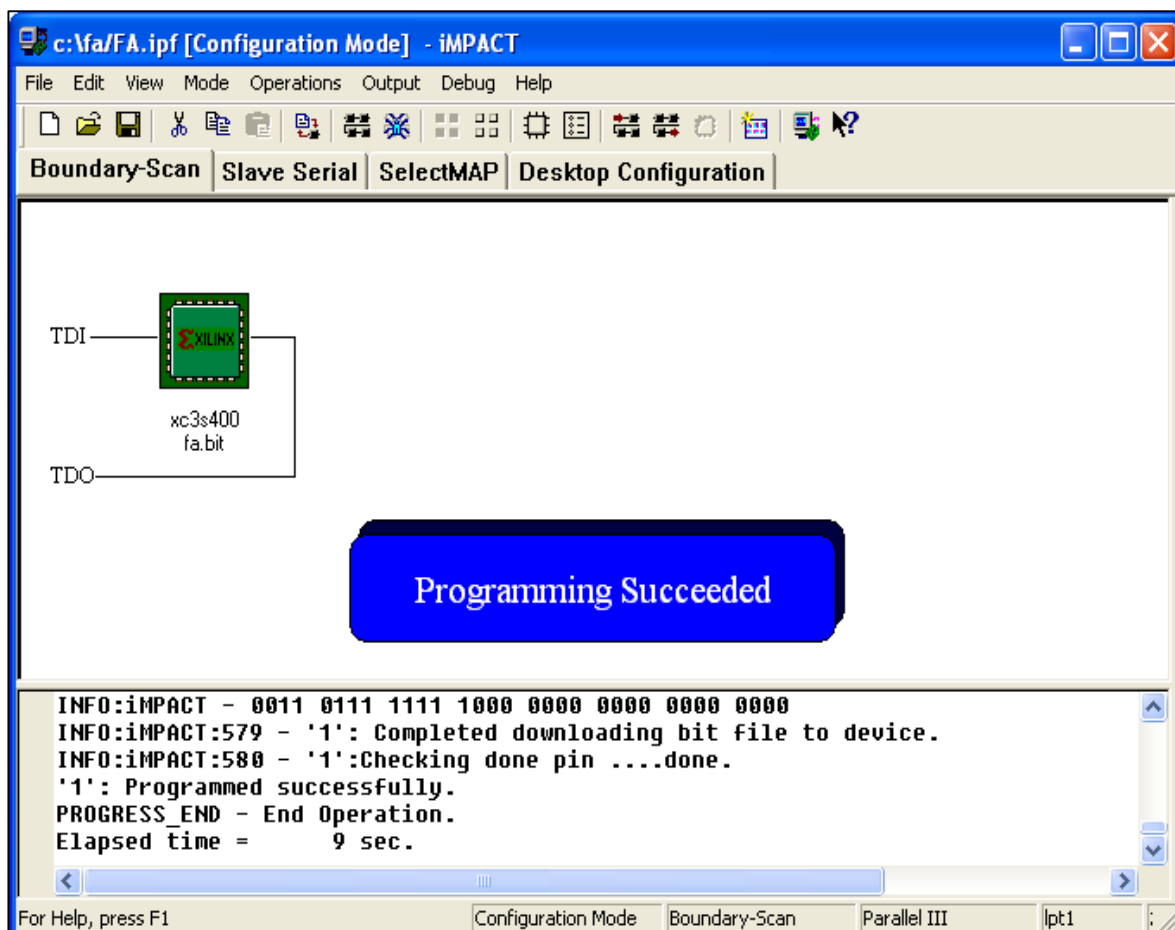 c:\fa/FA.ipf [Configuration Mode] - iMPACT
File Edit View Mode Operations Output Debug Help
Boundary-Scan Slave Serial SelectMAP Desktop Configuration
TDI
XILINX
xc3s400
fa.bit
TDO
Programming Succeeded
INFO:iMPACT - 0011 0111 1111 1000 0000 0000 0000 0000
INFO:iMPACT:579 - '1': Completed downloading bit file to device.
INFO:iMPACT:580 - '1':Checking done pin ....done.
'1': Programmed successfully.
PROGRESS_END - End Operation.
Elapsed time = 9 sec.
For Help, press F1 Configuration Mode Boundary-Scan Parallel III lpt1